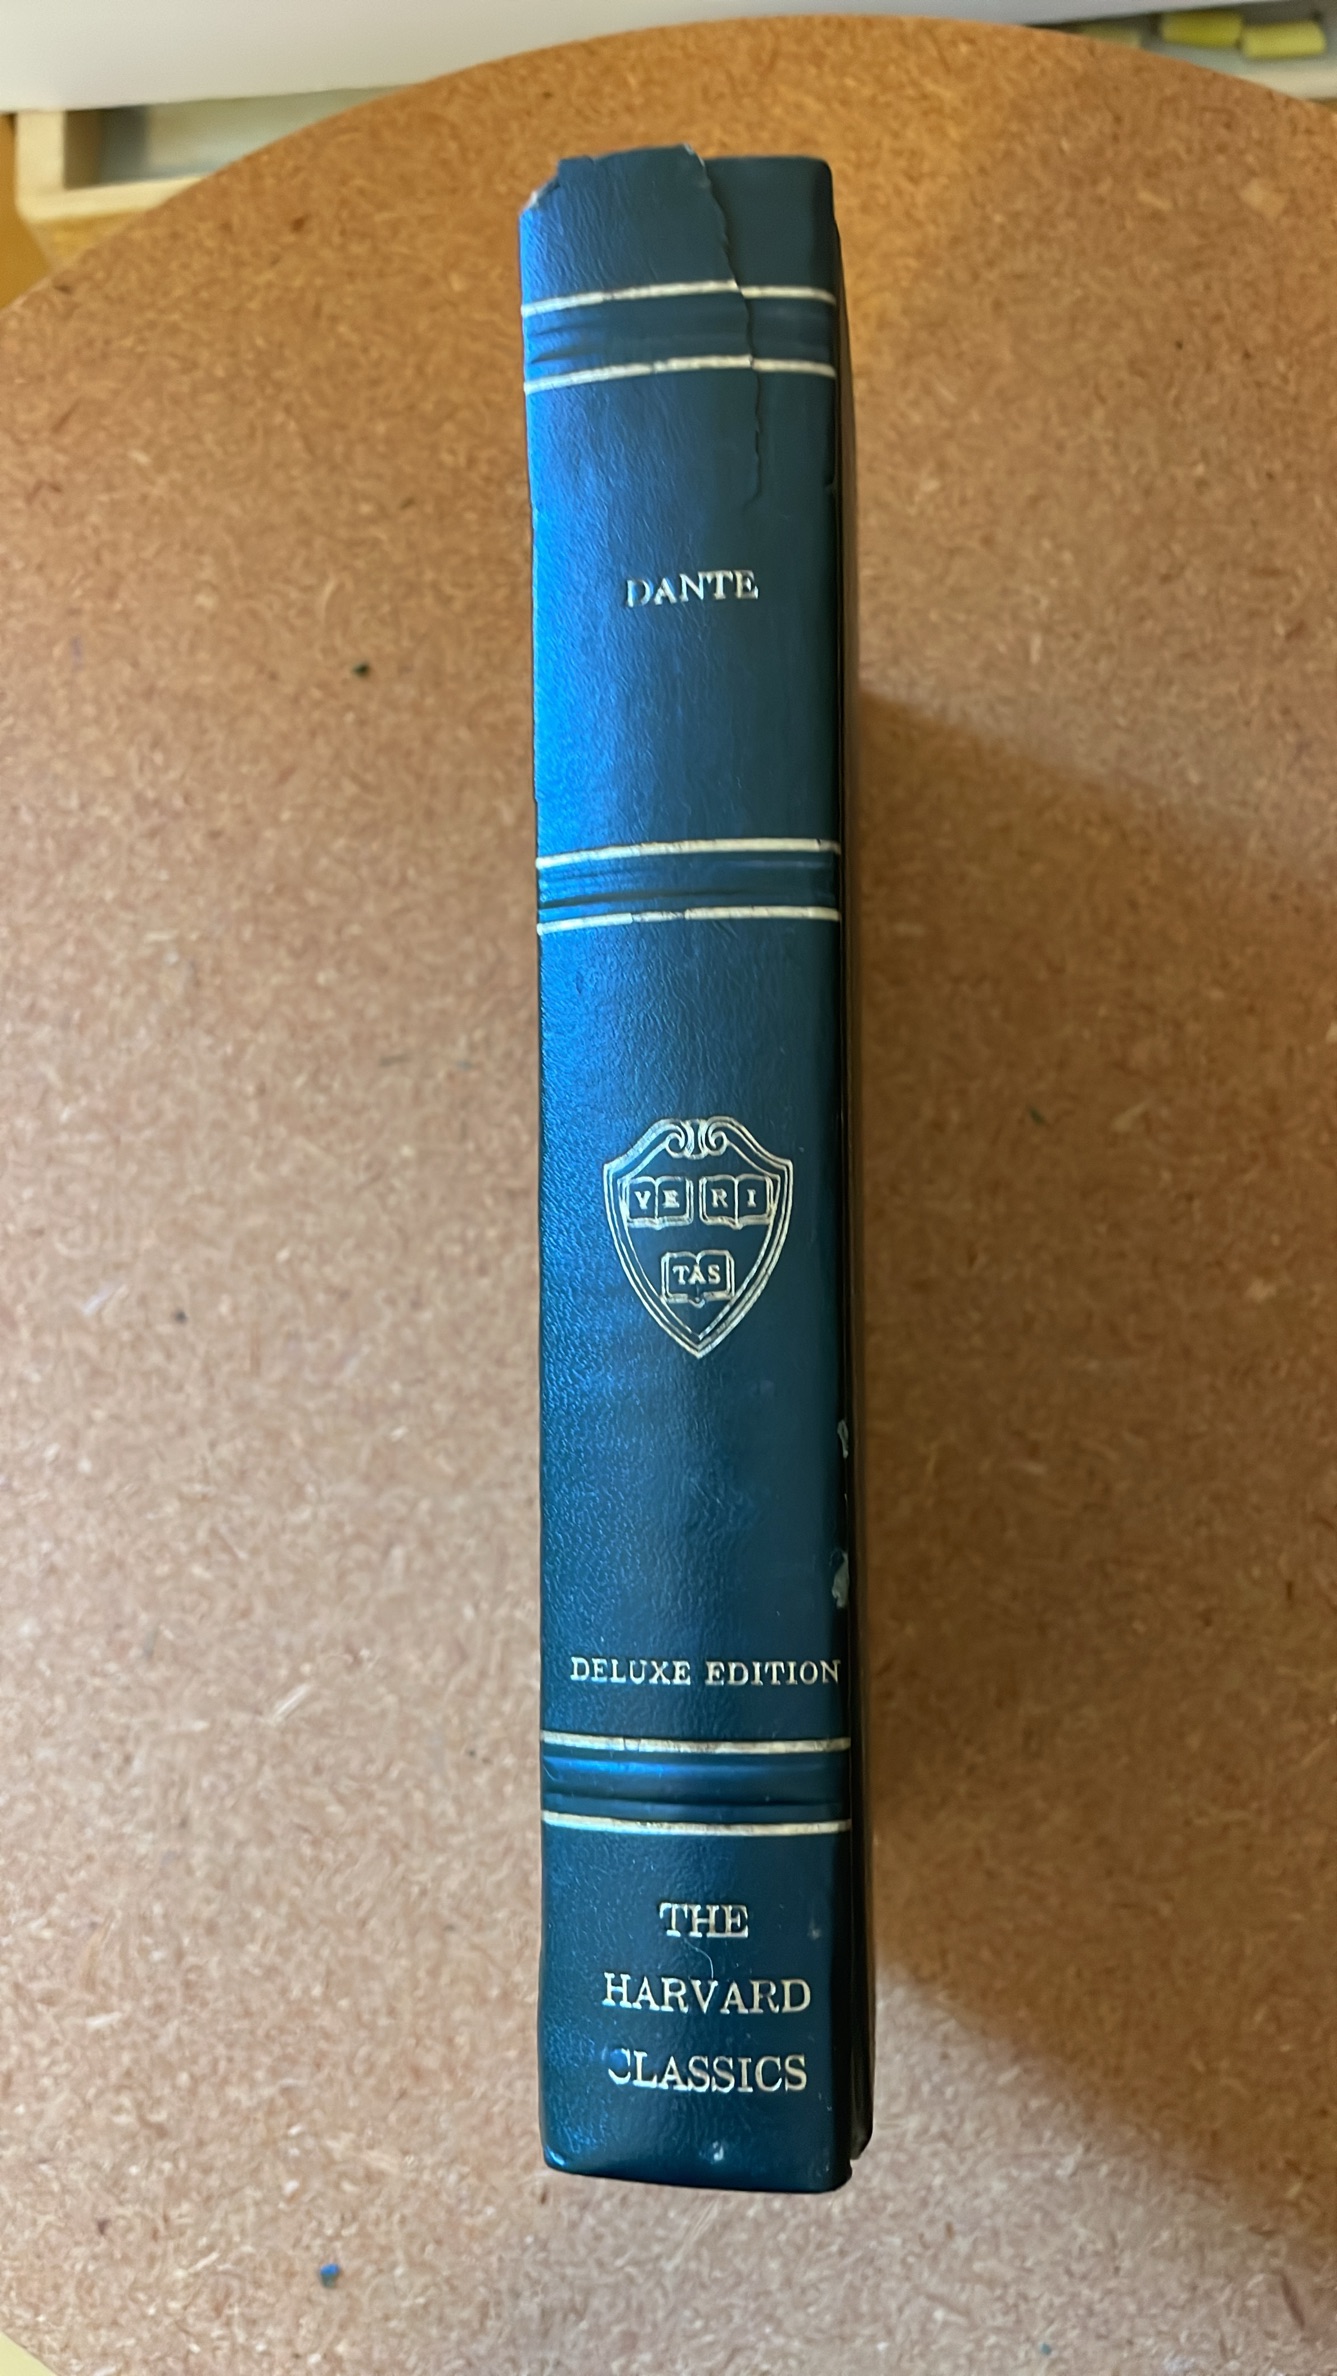 DANTE
VE RI
TAS
DELUXE EDITION
THE
HARVARD
CLASSICS